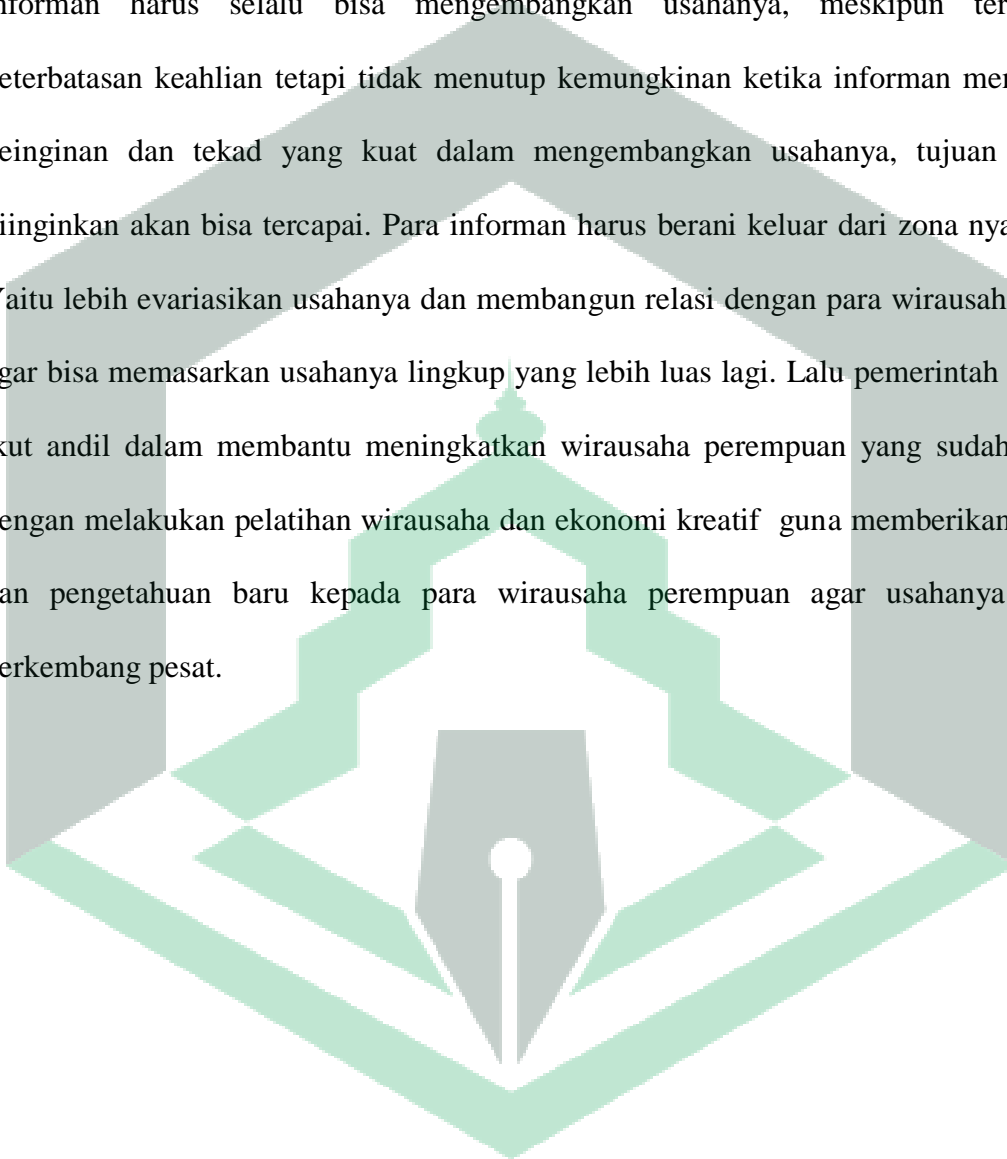 nforman harus selalu bisa mengembangkan usahanya, meskipun ter
eterbatasan keahlian tetapi tidak menutup kemungkinan ketika informan mer
einginan dan tekad yang kuat dalam mengembangkan usahanya, tujuan
iinginkan akan bisa tercapai. Para informan harus berani keluar dari zona nya
Yaitu lebih evariasikan usahanya dan membangun relasi dengan para wirausah
gar bisa memasarkan usahanya lingkup yang lebih luas lagi. Lalu pemerintah
kut andil dalam membantu meningkatkan wirausaha perempuan yang sudah
engan melakukan pelatihan wirausaha dan ekonomi kreatif guna memberikan
an pengetahuan baru kepada para wirausaha perempuan agar usahanya
erkembang pesat.